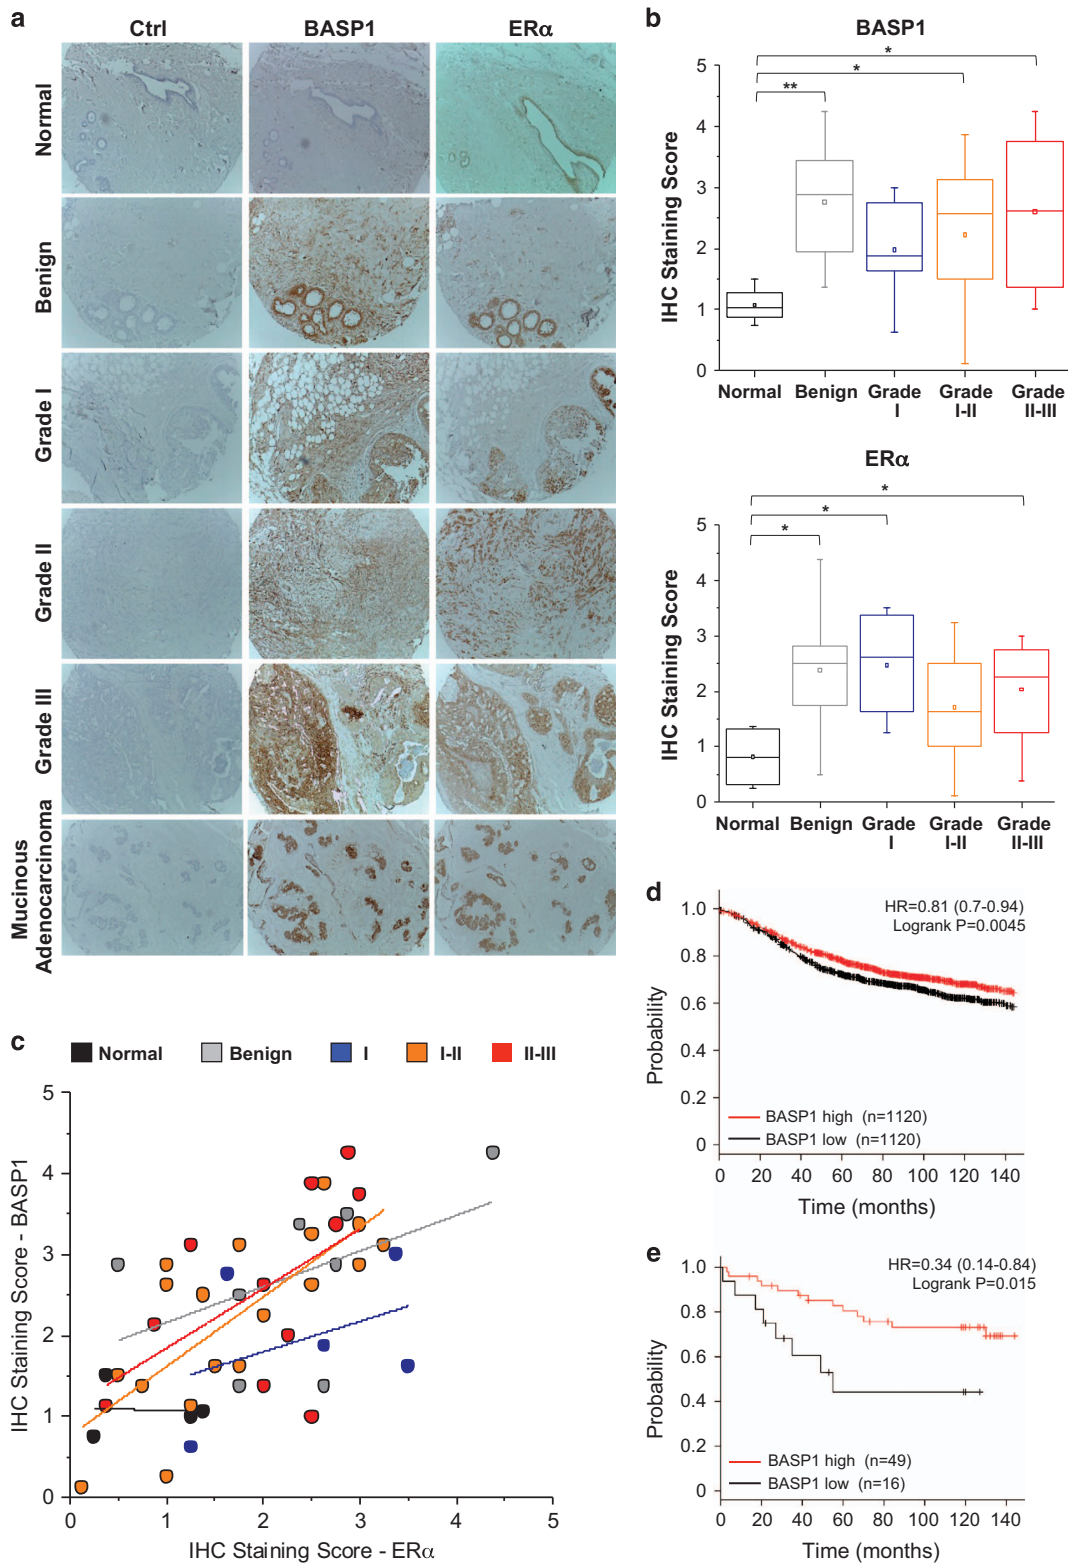 a
Ctrl
BASP1
ERα
Normal
Benign
Grade I
Grade II
Grade III
Mucinous
Adenocarcinoma
b
BASP1
*
*
**
IHC Staining Score
5
4
3
2
1
0
Normal
Benign
Grade
I
Grade
I-II
Grade
II-III
ERα
*
*
*
IHC Staining Score
5
4
3
2
1
0
Normal
Benign
Grade
I
Grade
I-II
Grade
II-III
c
Normal
Benign
I
I-II
II-III
IHC Staining Score - BASP1
5
4
3
2
1
0
0
1
2
3
4
5
IHC Staining Score - ERα
d
HR=0.81 (0.7-0.94)
Logrank P=0.0045
Probability
1.0
0.8
0.6
0.4
0.2
0
BASP1 high (n=1120)
BASP1 low (n=1120)
0
20
40
60
80
100
120
140
Time (months)
e
HR=0.34 (0.14-0.84)
Logrank P=0.015
Probability
1.0
0.8
0.6
0.4
0.2
0
BASP1 high (n=49)
BASP1 low (n=16)
0
20
40
60
80
100
120
140
Time (months)